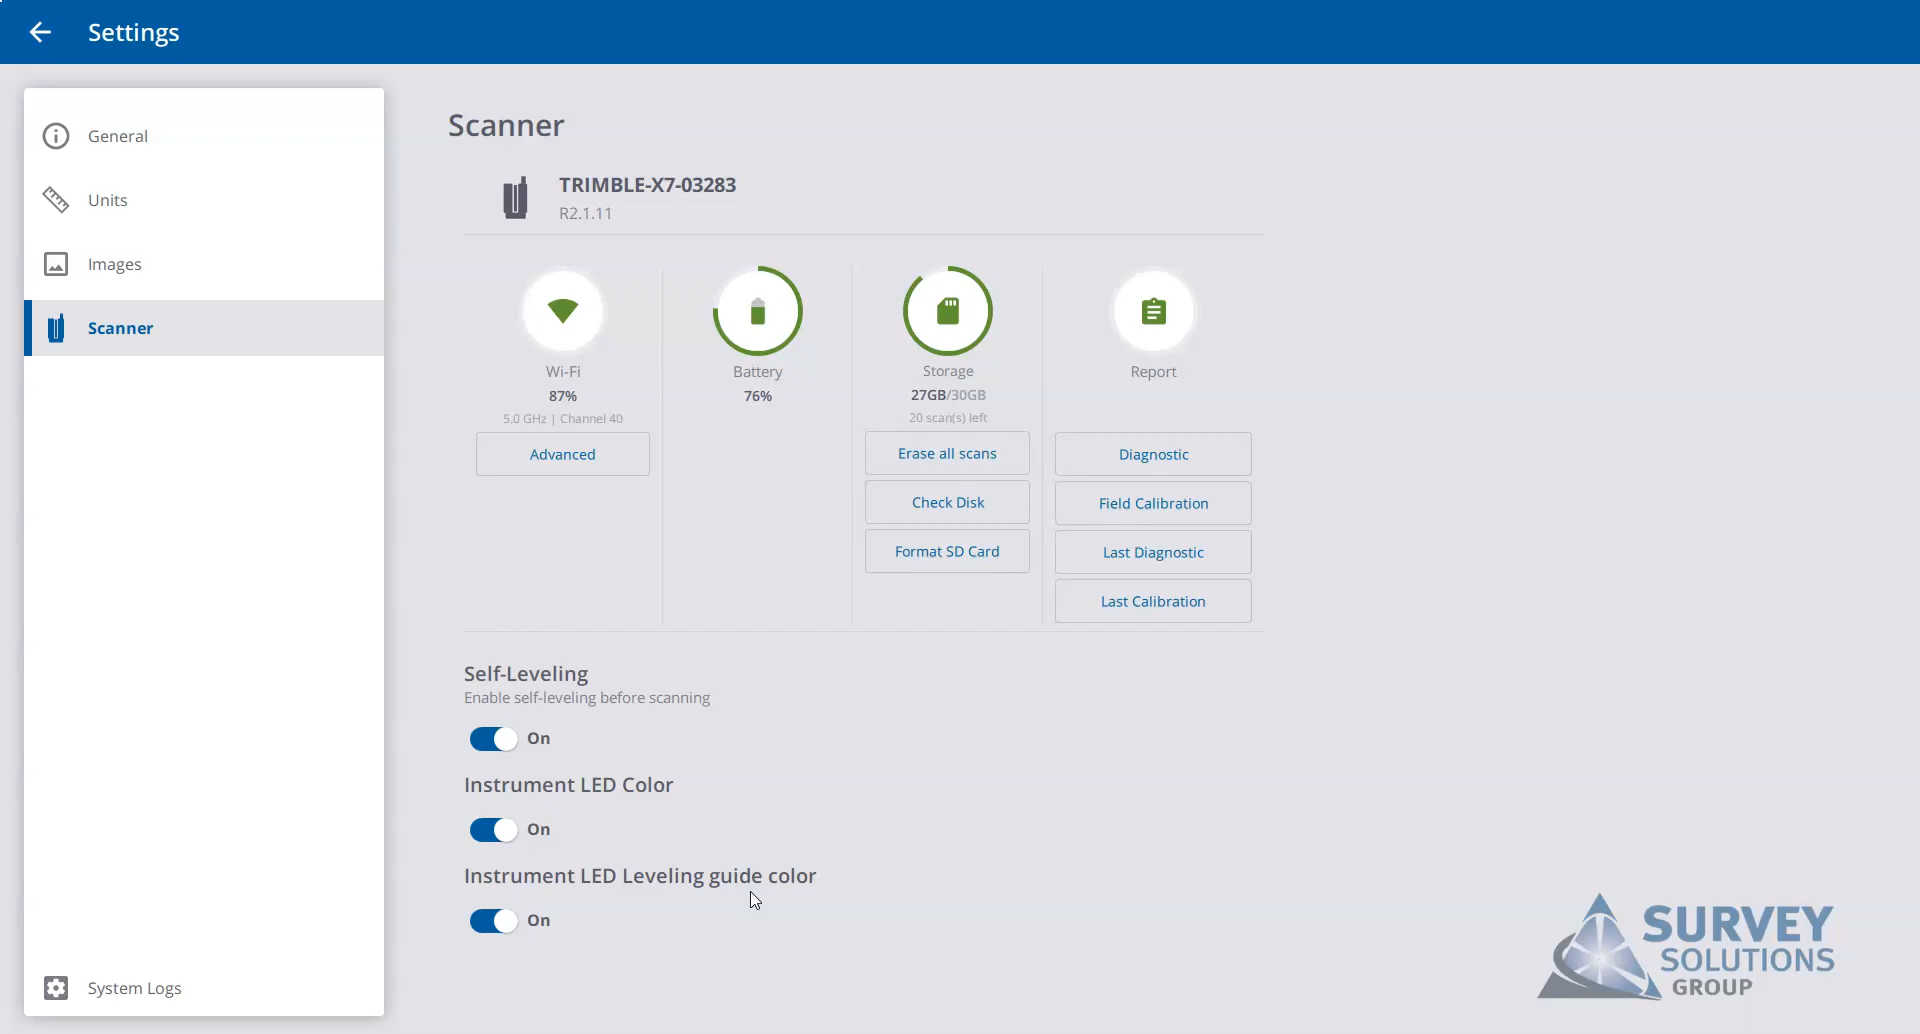 Settings
General
Units
Images
Scanner
System Logs
Scanner
TRIMBLE-X7-03283
R2.1.11
Wi-Fi
87%
5.0 GHz | Channel 40
Advanced
Battery
76%
Storage
27GB/30GB
20 scan(s) left
Erase all scans
Check Disk
Format SD Card
Report
Diagnostic
Field Calibration
Last Diagnostic
Last Calibration
Self-Leveling
Enable self-leveling before scanning
On
Instrument LED Color
On
Instrument LED Leveling guide color
On
SURVEY
SOLUTIONS
GROUP